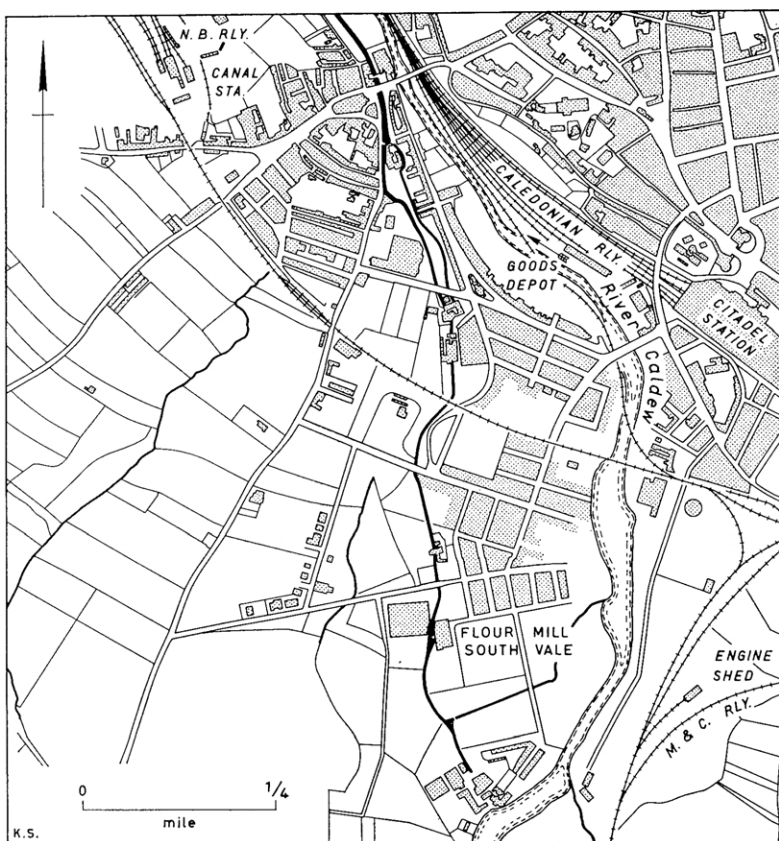 N.B. RLY.
CANAL
STA.
CALEDONIAN RLY.
GOODS
DEPOT
River
Caldew
CITADEL
STATION
FLOUR MILL
SOUTH VALE
ENGINE
SHED
M. & C. RLY.
0 1/4
mile
K.S.